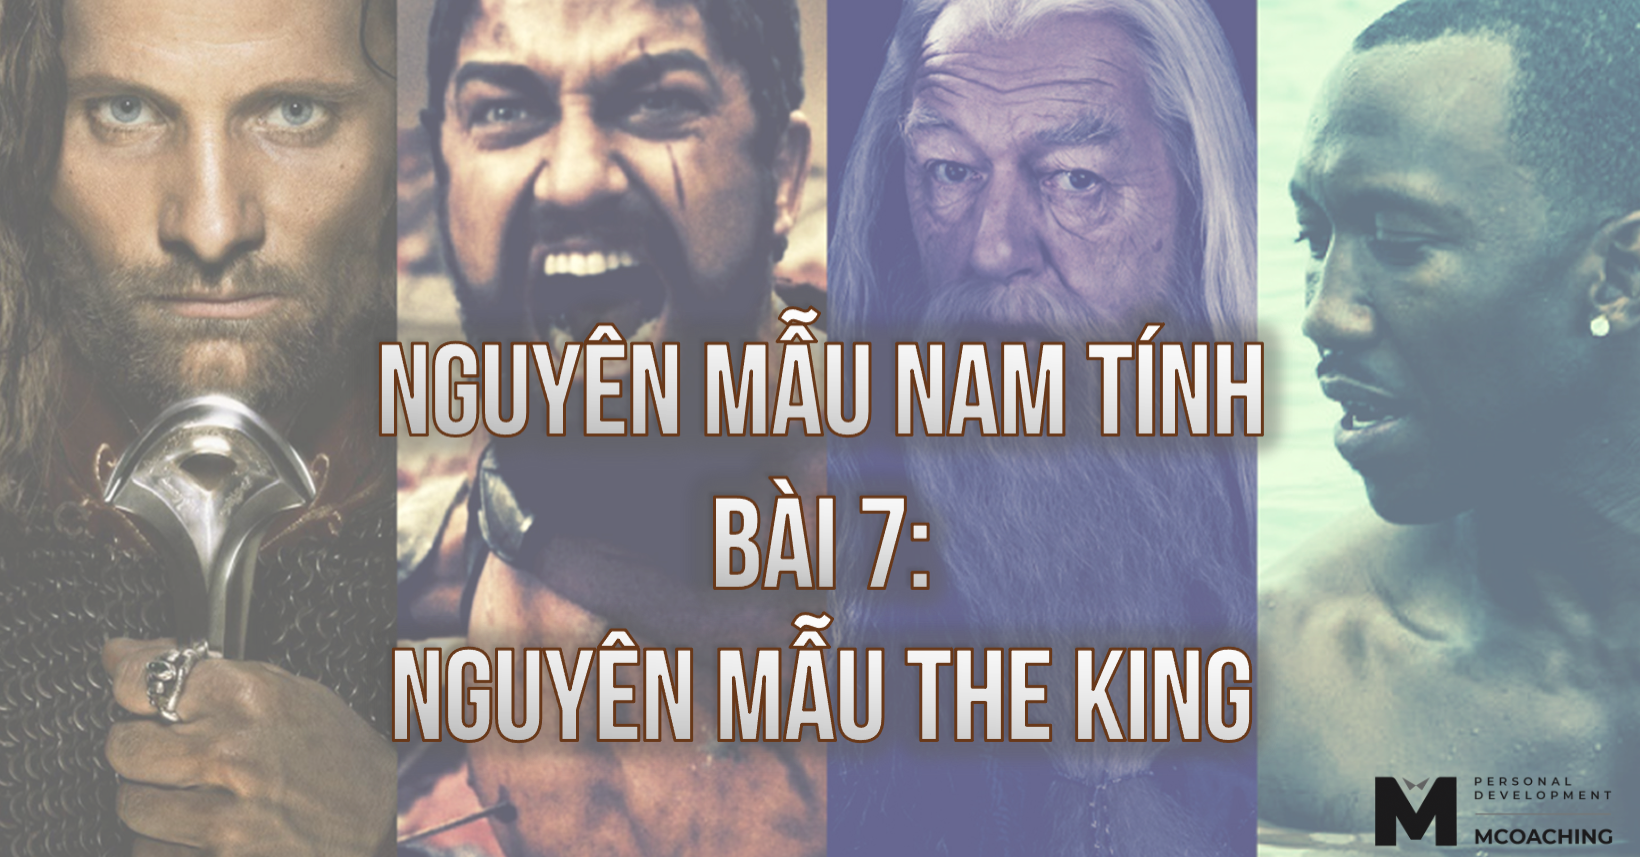 NGUYÊN MẪU NAM TÍNH
BÀI 7:
NGUYÊN MẪU THE KING
M
PERSONAL
DEVELOPMENT
MCOACHING